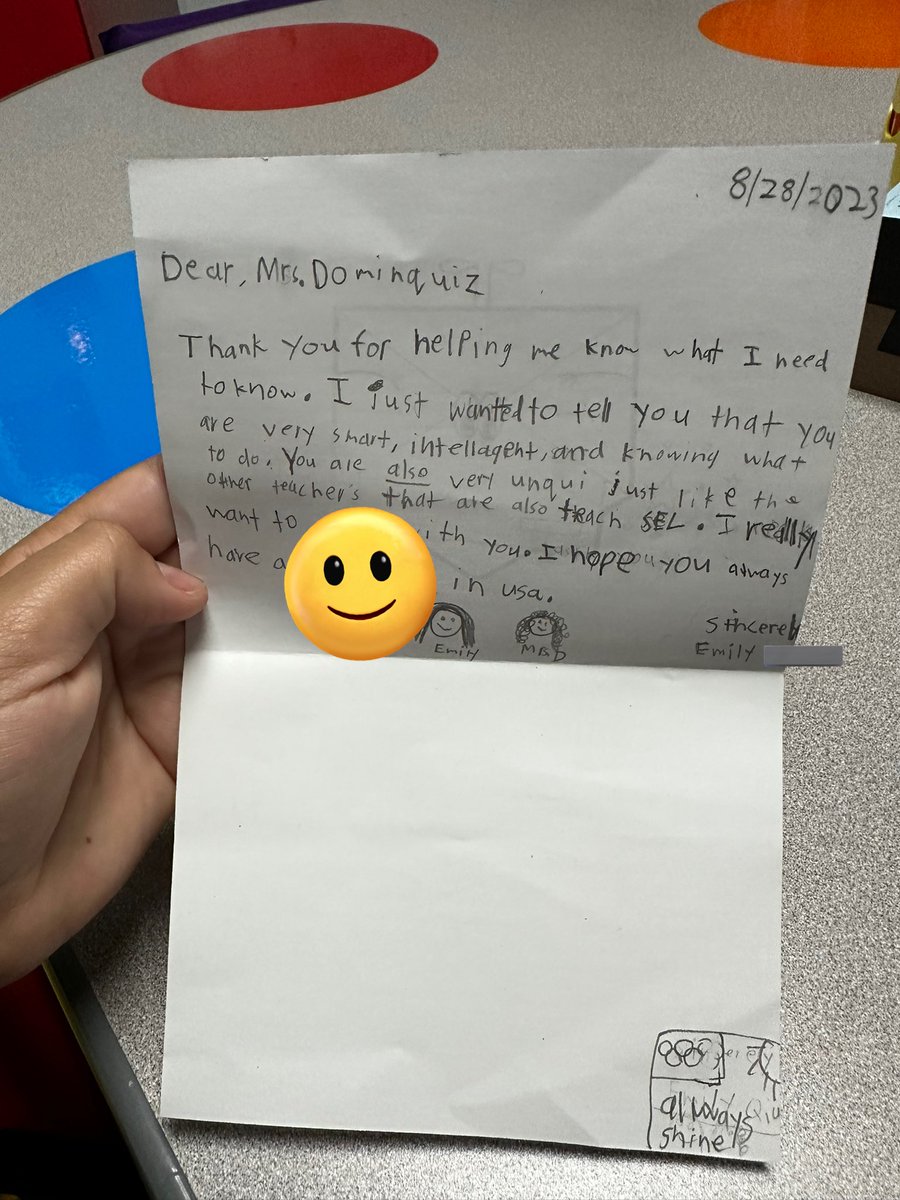 8/28/2023
Dear, Mrs. Dominquiz
Thank you for helping me know what I need
to know. I just wanted to tell you that you
are very smart, intellagent, and knowing what
to do. You are also very unqui just like the
other teacher's that are also teach SEL. I really
want to with you. I hope you always
have a in usa.
Emily
Sincerely
Emily
always
shine